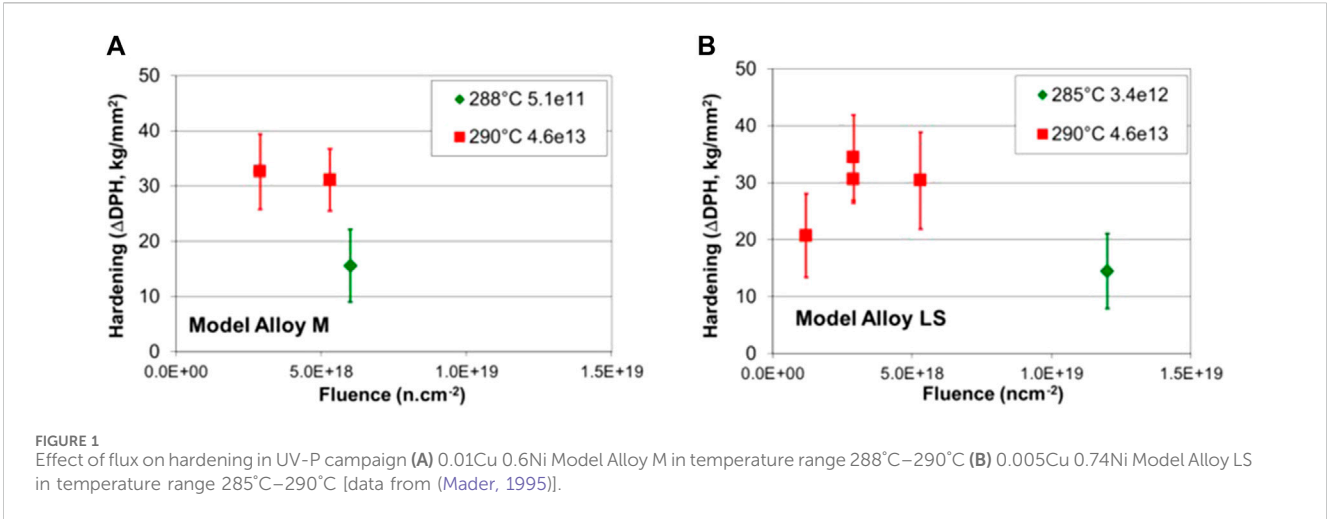 A
50
40
30
20
10
0
Hardening (ΔDPH, kg/mm²)
288°C 5.1e11
290°C 4.6e13
Model Alloy M
0.0E+00 5.0E+18 1.0E+19 1.5E+19
Fluence (n.cm⁻²)
B
50
40
30
20
10
0
Hardening (ΔDPH, kg/mm²)
285°C 3.4e12
290°C 4.6e13
Model Alloy LS
0.0E+00 5.0E+18 1.0E+19 1.5E+19
Fluence (ncm⁻²)
FIGURE 1
Effect of flux on hardening in UV-P campaign (A) 0.01Cu 0.6Ni Model Alloy M in temperature range 288˚C–290˚C (B) 0.005Cu 0.74Ni Model Alloy LS
in temperature range 285˚C–290˚C [data from (Mader, 1995)].